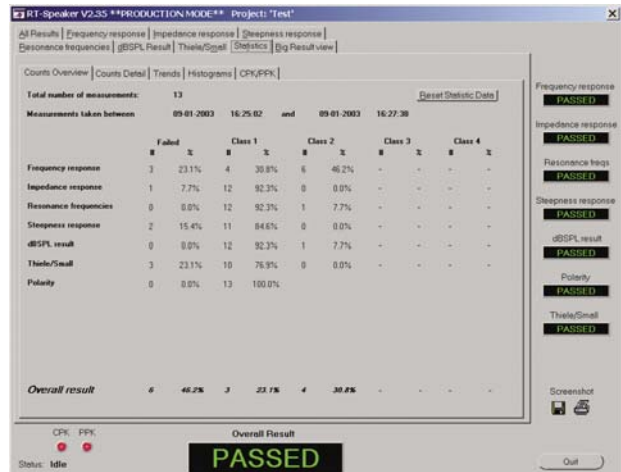 RT-Speaker V2.35 **PRODUCTION MODE** Project: 'Test'
All Results Frequency response Impedance response Steepness response
Resonance frequencies dBSPL Result Thiele/Small Statistics Big Result view
Counts Overview Counts Detail Trends Histograms CPK/PPK
Total number of measurements: 13 Reset Statistic Data
Measurements taken between 09-01-2003 16:25:02 and 09-01-2003 16:27:30
Failed Class 1 Class 2 Class 3 Class 4
# % # % # % # % # %
Frequency response 3 23.1% 4 30.8% 6 46.2% - - - -
Impedance response 1 7.7% 12 92.3% 0 0.0% - - - -
Resonance frequencies 0 0.0% 12 92.3% 1 7.7% - - - -
Steepness response 2 15.4% 11 84.6% 0 0.0% - - - -
dBSPL result 0 0.0% 12 92.3% 1 7.7% - - - -
Thiele/Small 3 23.1% 10 76.9% 0 0.0% - - - -
Polarity 0 0.0% 13 100.0%
Overall result 6 46.2% 3 23.1% 4 30.8% - - - -
Frequency response
PASSED
Impedance response
PASSED
Resonance freqs
PASSED
Steepness response
PASSED
dBSPL result
PASSED
Polarity
PASSED
Thiele/Small
PASSED
Screenshot
CPK PPK
Status: Idle
Overall Result
PASSED
Quit